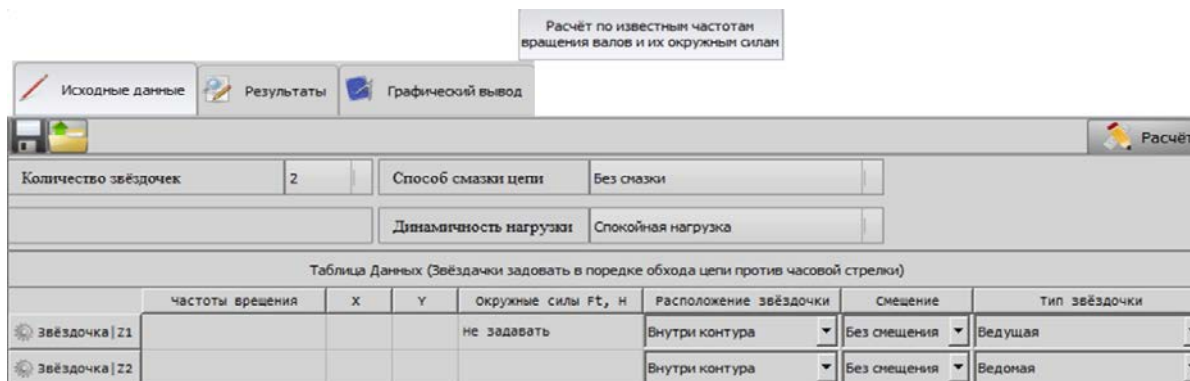 Расчёт по известным частотам
вращения валов и их окружным силам
Исходные данные Результаты Графический вывод
Расчёт
Количество звёздочек 2 Способ смазки цепи Без смазки
Динамичность нагрузки Спокойная нагрузка
Таблица Данных (Звёздачки задовать в поредке обхода цепи против часовой стрелки)
Частоты врещения X Y Окружные силы Ft, Н Расположение звёздочки Смещение Тип звёздочки
Звёздочка|Z1 Не задавать Внутри контура Без смещения Ведущая
Звёздочка|Z2 Внутри контура Без смещения Ведомая